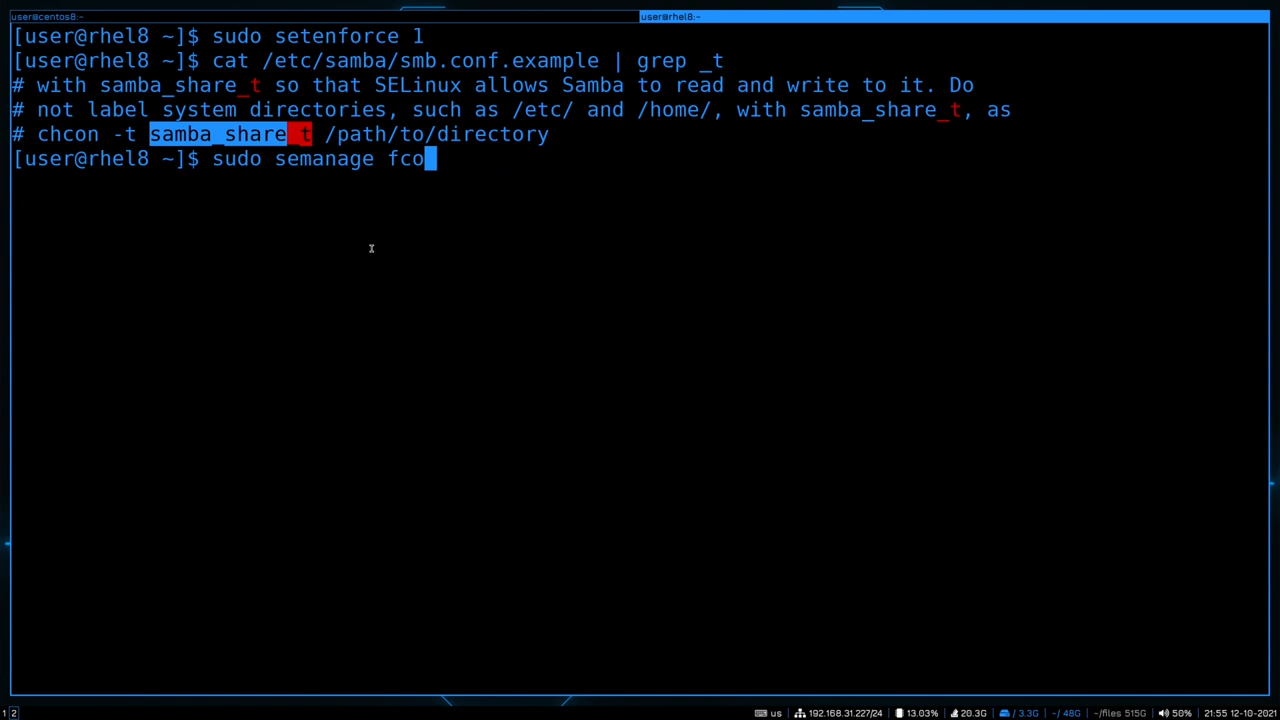 user@centos8:~ user@rhel8:~
[user@rhel8 ~]$ sudo setenforce 1
[user@rhel8 ~]$ cat /etc/samba/smb.conf.example | grep _t
# with samba_share_t so that SELinux allows Samba to read and write to it. Do
# not label system directories, such as /etc/ and /home/, with samba_share_t, as
# chcon -t samba_share_t /path/to/directory
[user@rhel8 ~]$ sudo semanage fco
1 2 us | 192.168.31.227/24 | 13.03% | 20.3G | / 3.3G | ~/ 48G | ~/files 515G | 50% | 21:55 12-10-2021